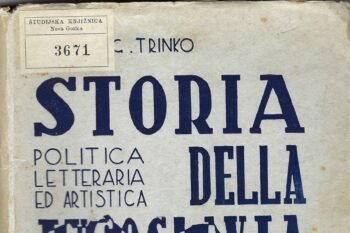 ŠTUDIJSKA KNJIŽNICA
Nova Gorica
3671
G. TRINKO
STORIA
POLITICA
LETTERARIA
ED ARTISTICA
DELLA